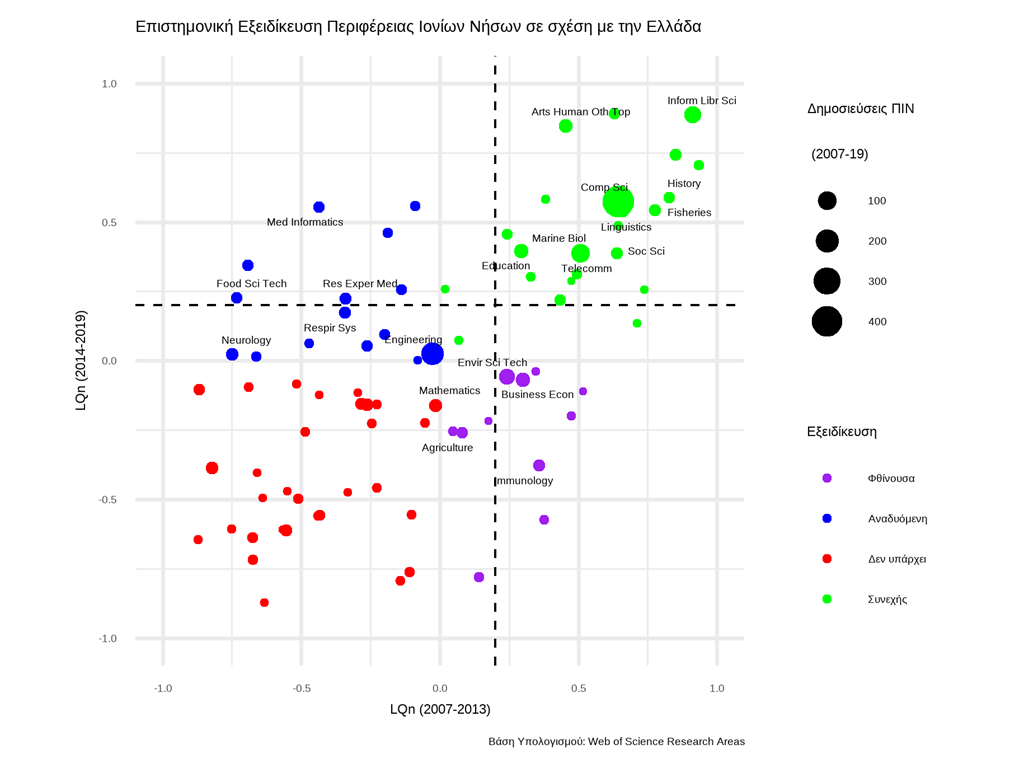 Επιστημονική Εξειδίκευση Περιφέρειας Ιονίων Νήσων σε σχέση με την Ελλάδα
Inform Libr Sci
Arts Human Oth Top
Comp Sci
History
Fisheries
Linguistics
Med Informatics
Marine Biol
Soc Sci
Education
Telecomm
Food Sci Tech
Res Exper Med
Respir Sys
Neurology
Engineering
Envir Sci Tech
Mathematics
Business Econ
Agriculture
Immunology
1.0
0.5
0.0
-0.5
-1.0
LQn (2014-2019)
-1.0
-0.5
0.0
0.5
1.0
LQn (2007-2013)
Βάση Υπολογισμού: Web of Science Research Areas
Δημοσιεύσεις ΠΙΝ
(2007-19)
100
200
300
400
Εξειδίκευση
Φθίνουσα
Αναδυόμενη
Δεν υπάρχει
Συνεχής